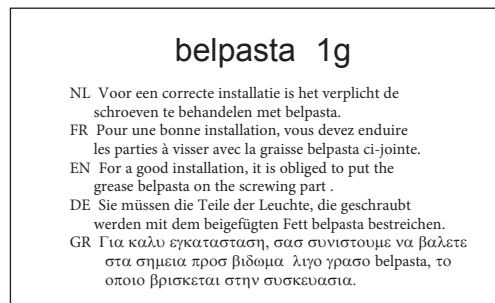 belpasta 1g
NL Voor een correcte installatie is het verplicht de
schroeven te behandelen met belpasta.
FR Pour une bonne installation, vous devez enduire
les parties à visser avec la graisse belpasta ci-jointe.
EN For a good installation, it is obliged to put the
grease belpasta on the screwing part .
DE Sie müssen die Teile der Leuchte, die geschraubt
werden mit dem beigefügten Fett belpasta bestreichen.
GR Για καλυ εγκατασταση, σασ συνιστουμε να βαλετε
στα σημεια προσ βιδωμα λιγο γρασο belpasta, το
οποιο βρισκεται στην συσκευασια.